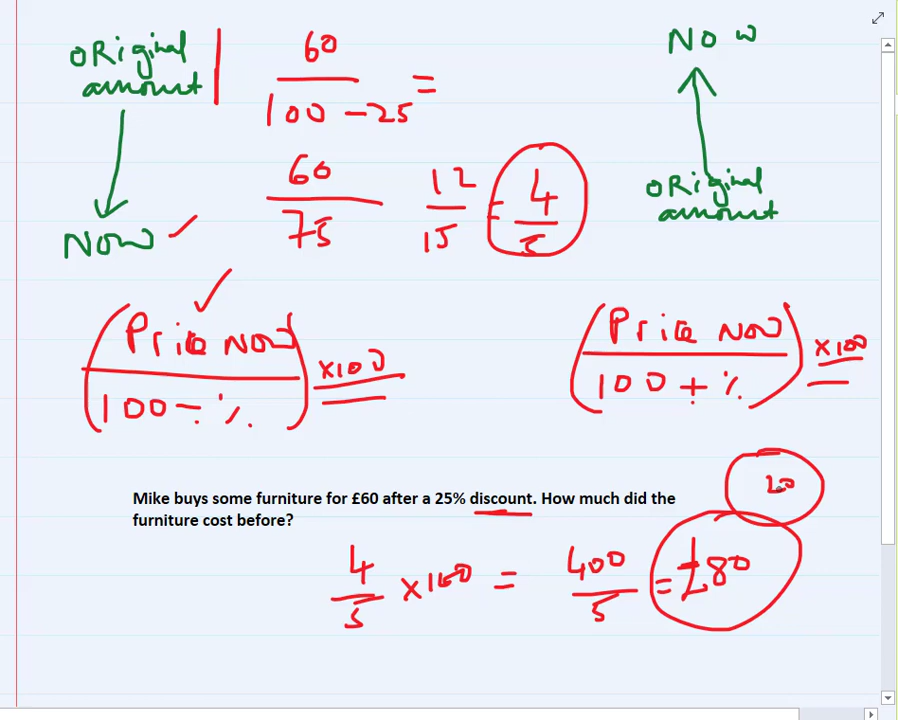 ORiginal
amount
60
100 - 25 =
60
75
12
15
= 4
5
NOW
NOW
ORiginal
amount
(Price NOW
100 - %) x100
(Price NOW
100 + %) x100
20
Mike buys some furniture for £60 after a 25% discount. How much did the
furniture cost before?
4
5 x100 = 400
5 = £80